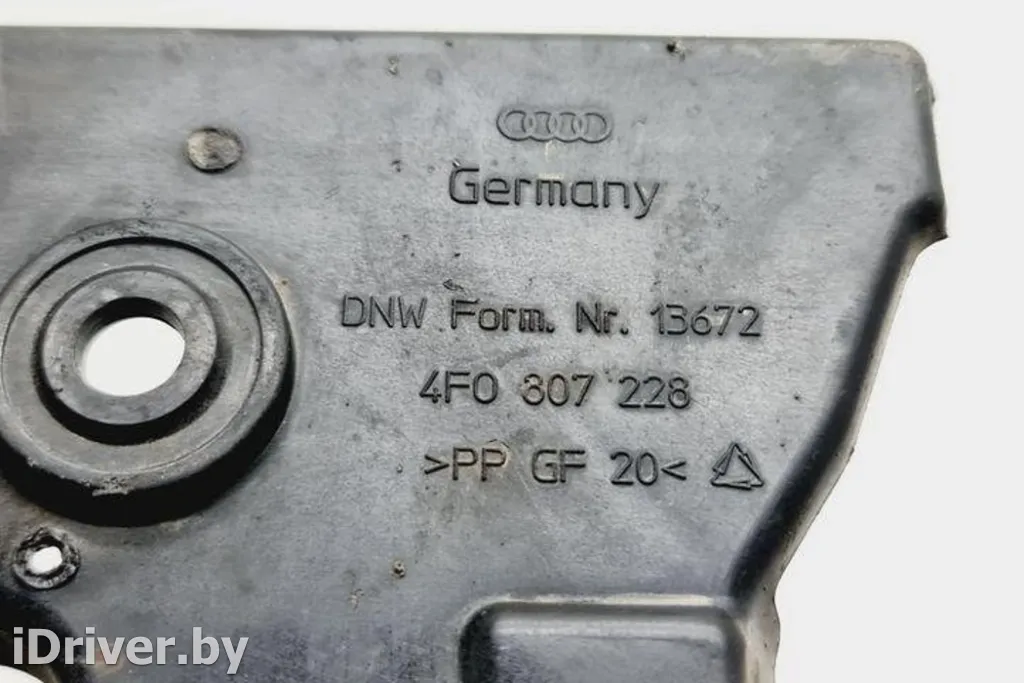 Germany
DNW Form. Nr. 13672
4F0 807 228
>PP GF 20<
iDriver.by